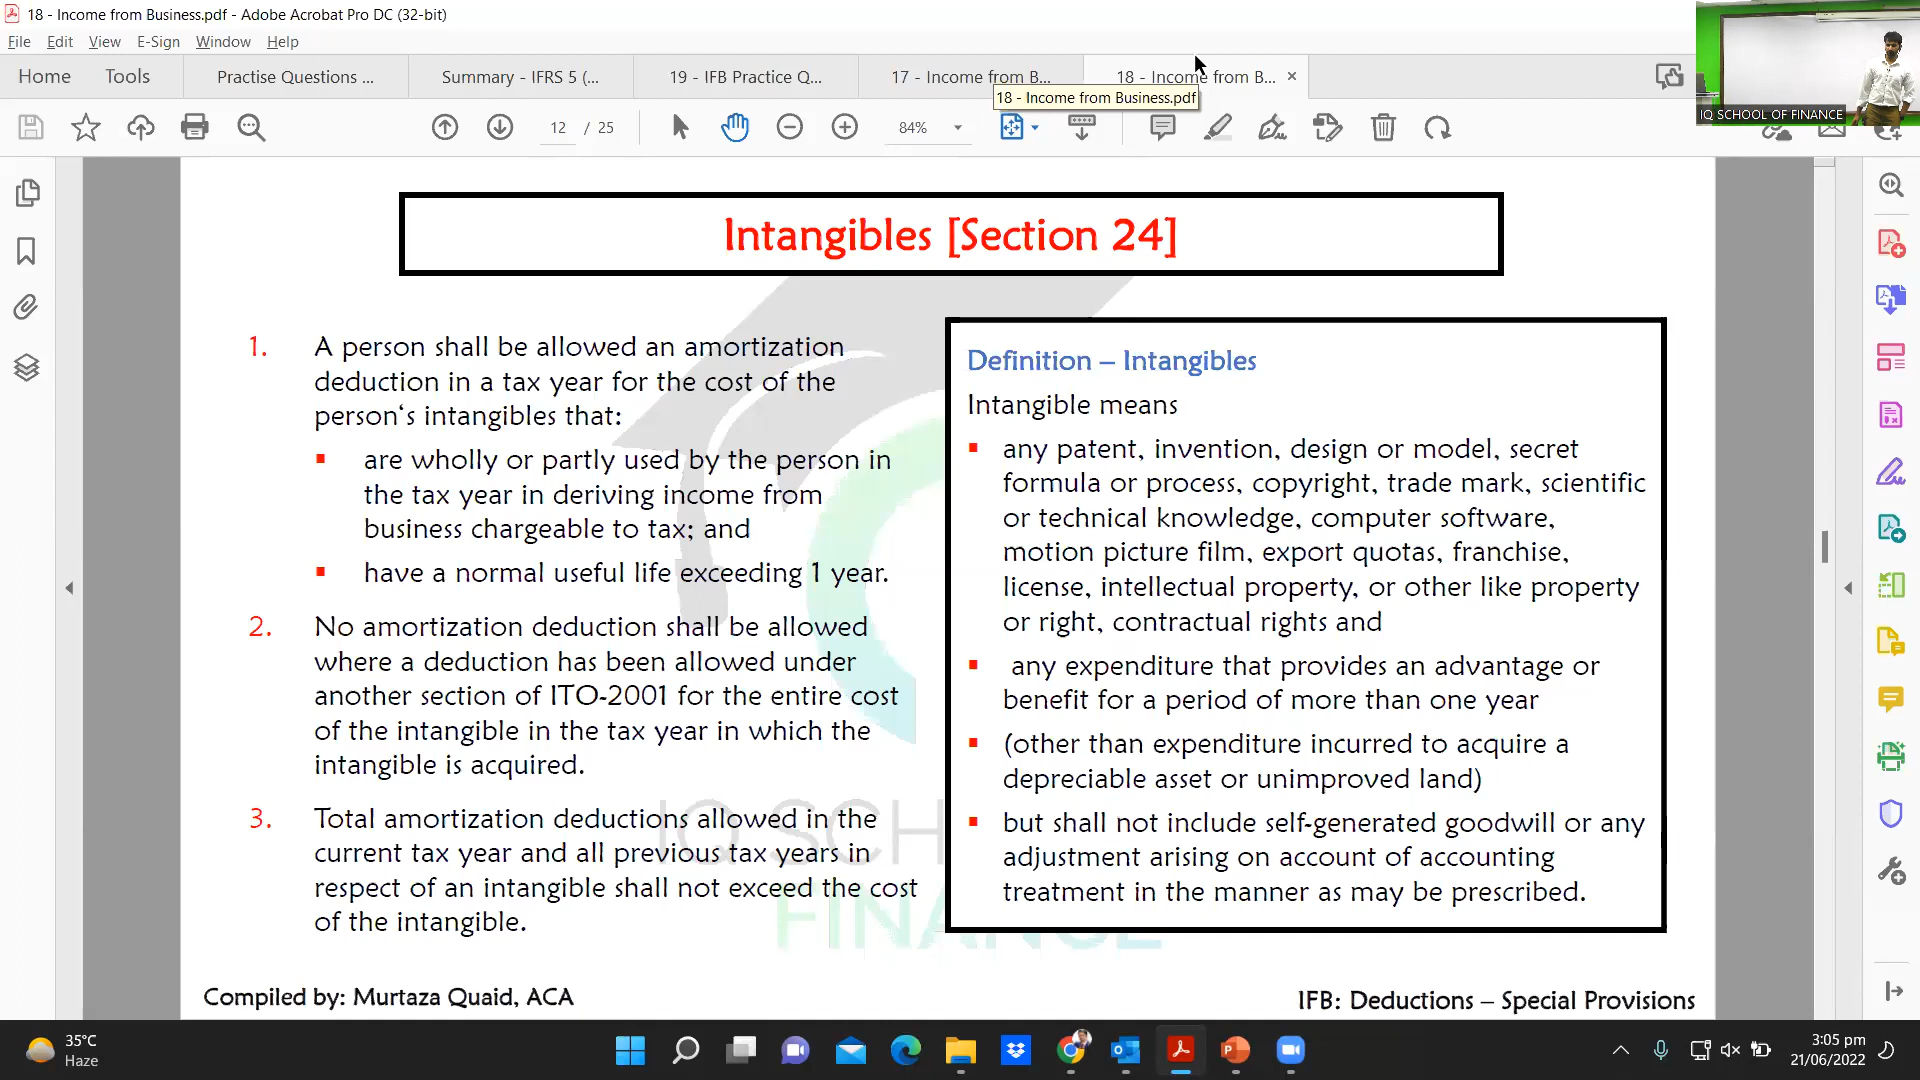 18 - Income from Business.pdf - Adobe Acrobat Pro DC (32-bit)
File Edit View E-Sign Window Help
Home Tools Practise Questions ... Summary - IFRS 5 (... 19 - IFB Practice Q... 17 - Income from B... 18 - Income from B...
18 - Income from Business.pdf
IQ SCHOOL OF FINANCE
12 / 25 84%
Intangibles [Section 24]
1. A person shall be allowed an amortization
deduction in a tax year for the cost of the
person‘s intangibles that:
are wholly or partly used by the person in
the tax year in deriving income from
business chargeable to tax; and
have a normal useful life exceeding 1 year.
2. No amortization deduction shall be allowed
where a deduction has been allowed under
another section of ITO-2001 for the entire cost
of the intangible in the tax year in which the
intangible is acquired.
3. Total amortization deductions allowed in the
current tax year and all previous tax years in
respect of an intangible shall not exceed the cost
of the intangible.
Definition – Intangibles
Intangible means
any patent, invention, design or model, secret
formula or process, copyright, trade mark, scientific
or technical knowledge, computer software,
motion picture film, export quotas, franchise,
license, intellectual property, or other like property
or right, contractual rights and
any expenditure that provides an advantage or
benefit for a period of more than one year
(other than expenditure incurred to acquire a
depreciable asset or unimproved land)
but shall not include self-generated goodwill or any
adjustment arising on account of accounting
treatment in the manner as may be prescribed.
IQ SCH
FINANCE
Compiled by: Murtaza Quaid, ACA
IFB: Deductions – Special Provisions
35°C
Haze
3:05 pm
21/06/2022